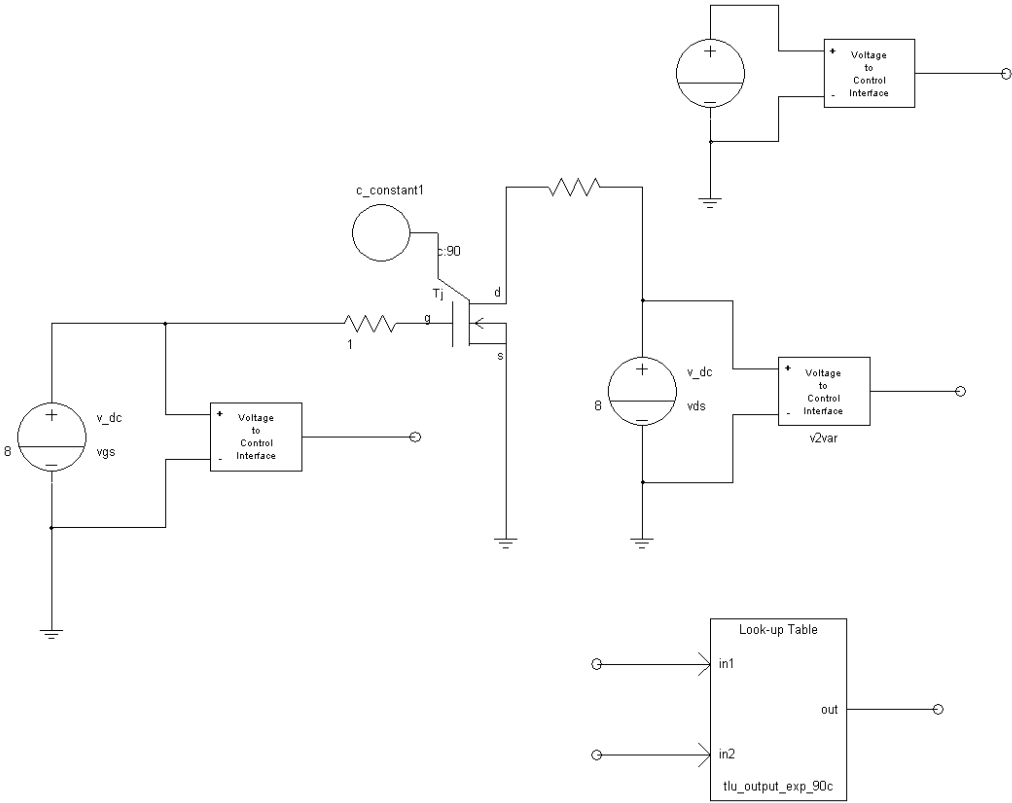 +
-
Voltage
to
Control
Interface
c_constant1
c:90
Tj
d
g
s
1
+
8
v_dc
vgs
+
-
Voltage
to
Control
Interface
8
v_dc
vds
+
-
Voltage
to
Control
Interface
v2var
Look-up Table
in1
out
in2
tlu_output_exp_90c